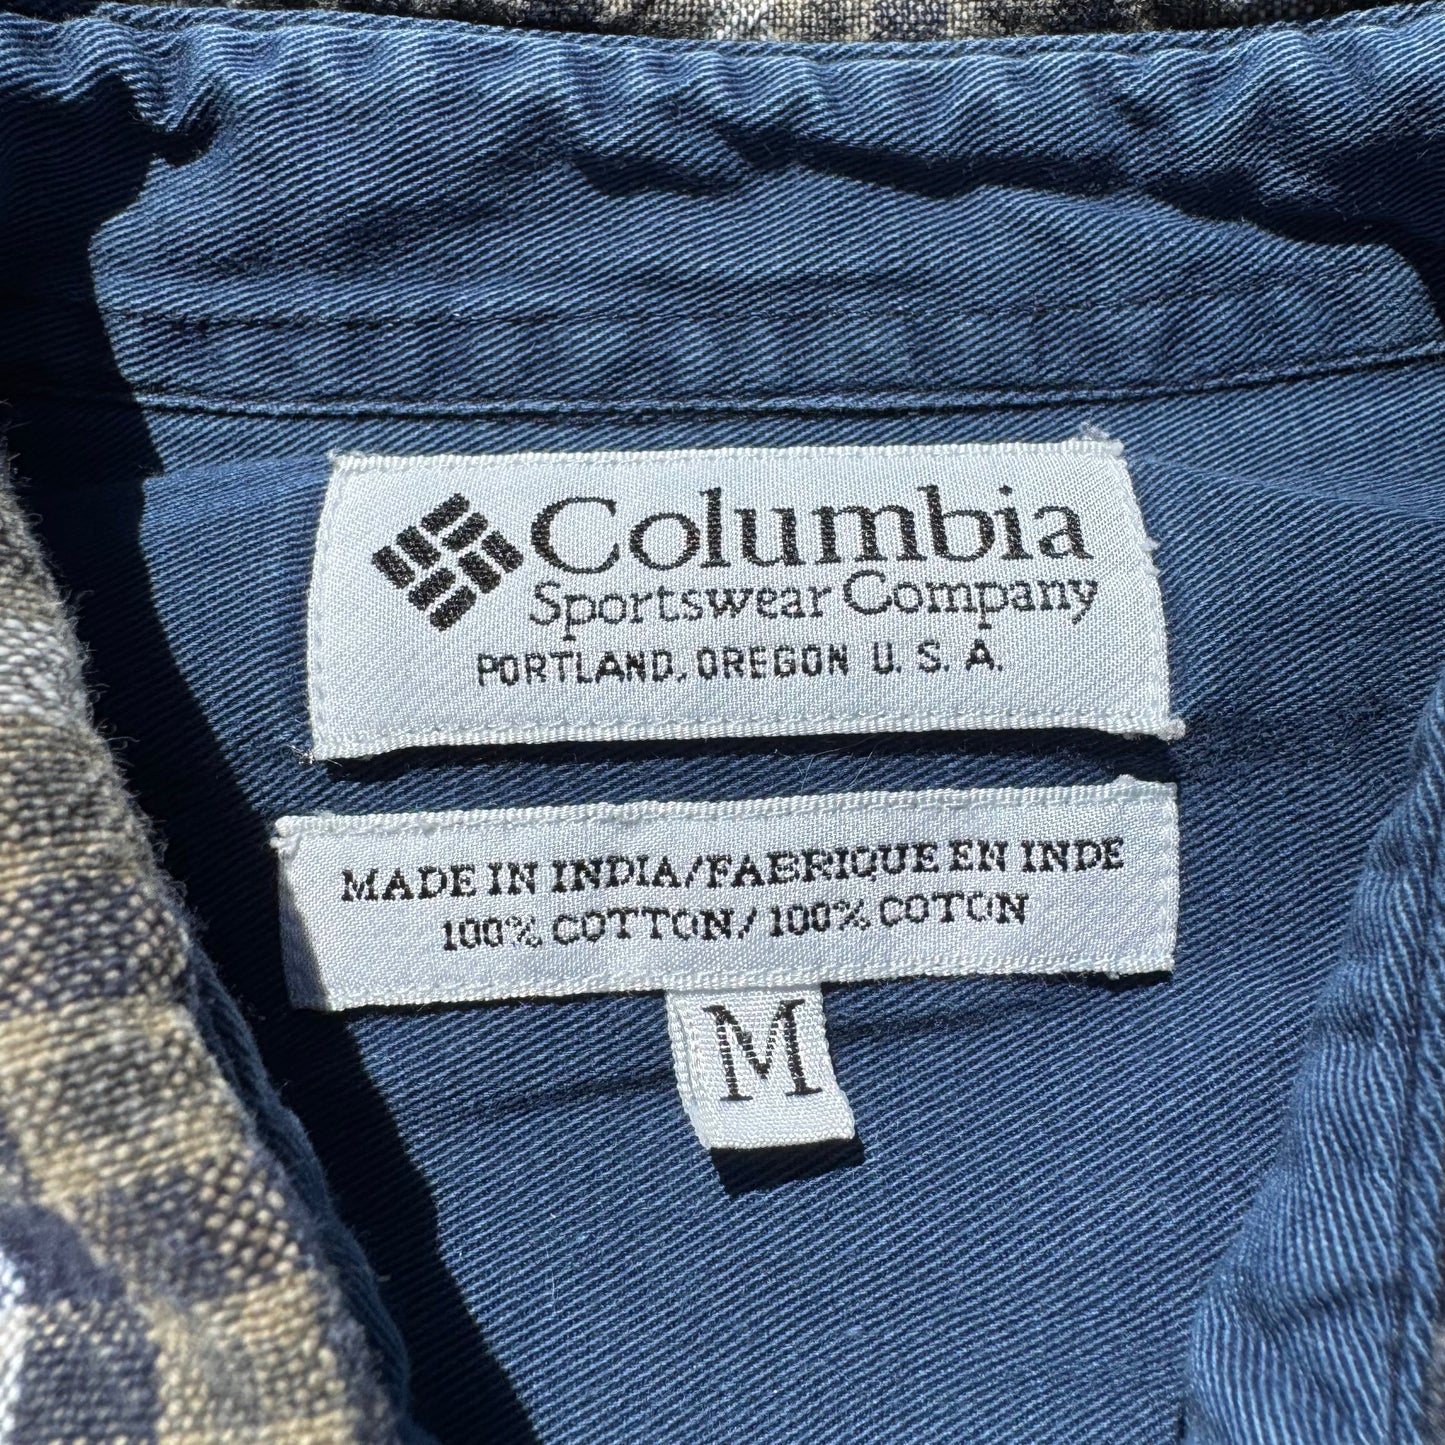 Columbia
Sportswear Company
PORTLAND, OREGON U. S. A.
MADE IN INDIA/FABRIQUE EN INDE
100% COTTON/ 100% COTON
M